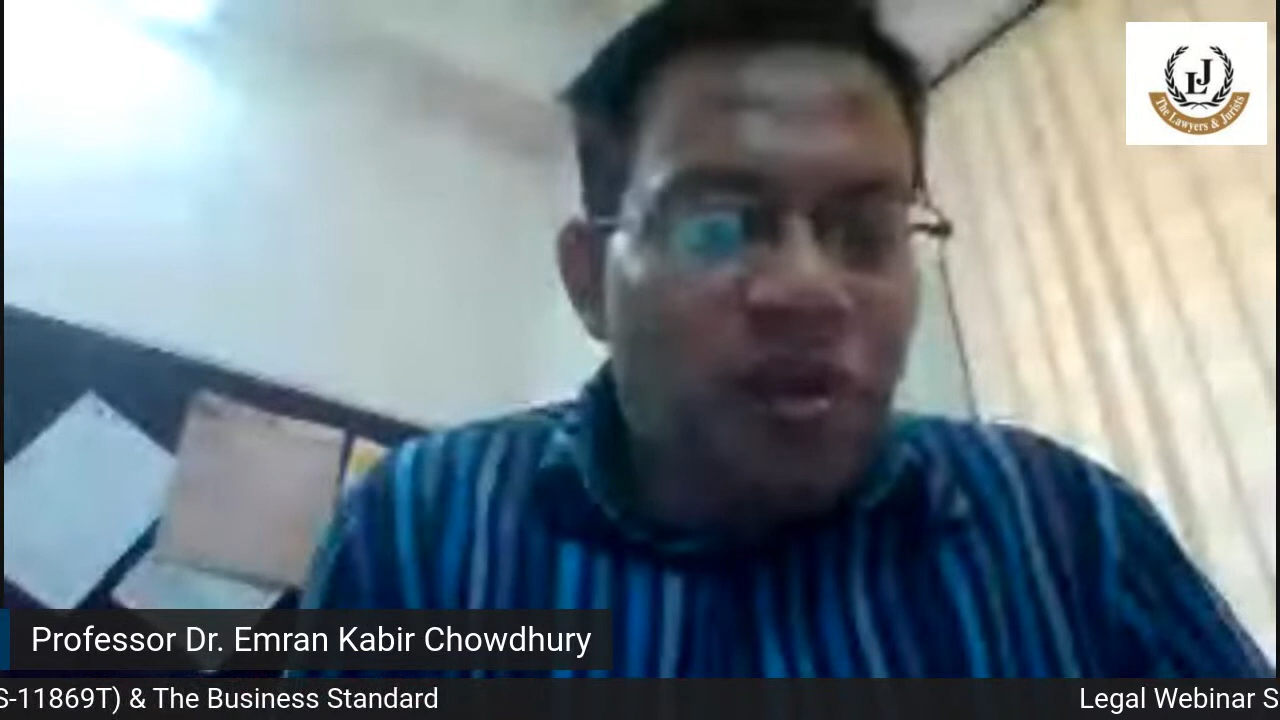 LJ
The Lawyers & Jurists
Professor Dr. Emran Kabir Chowdhury
S-11869T) & The Business Standard
Legal Webinar S